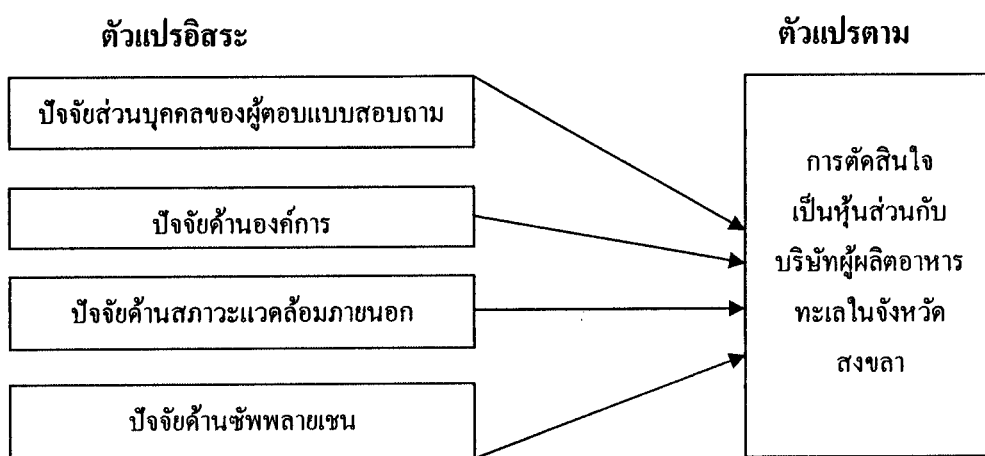 ตัวแปรอิสระ
ตัวแปรตาม
ปัจจัยส่วนบุคคลของผู้ตอบแบบสอบถาม
ปัจจัยด้านองค์การ
ปัจจัยด้านสภาวะแวดล้อมภายนอก
ปัจจัยด้านซัพพลายเชน
การตัดสินใจ
เป็นหุ้นส่วนกับ
บริษัทผู้ผลิตอาหาร
ทะเลในจังหวัด
สงขลา